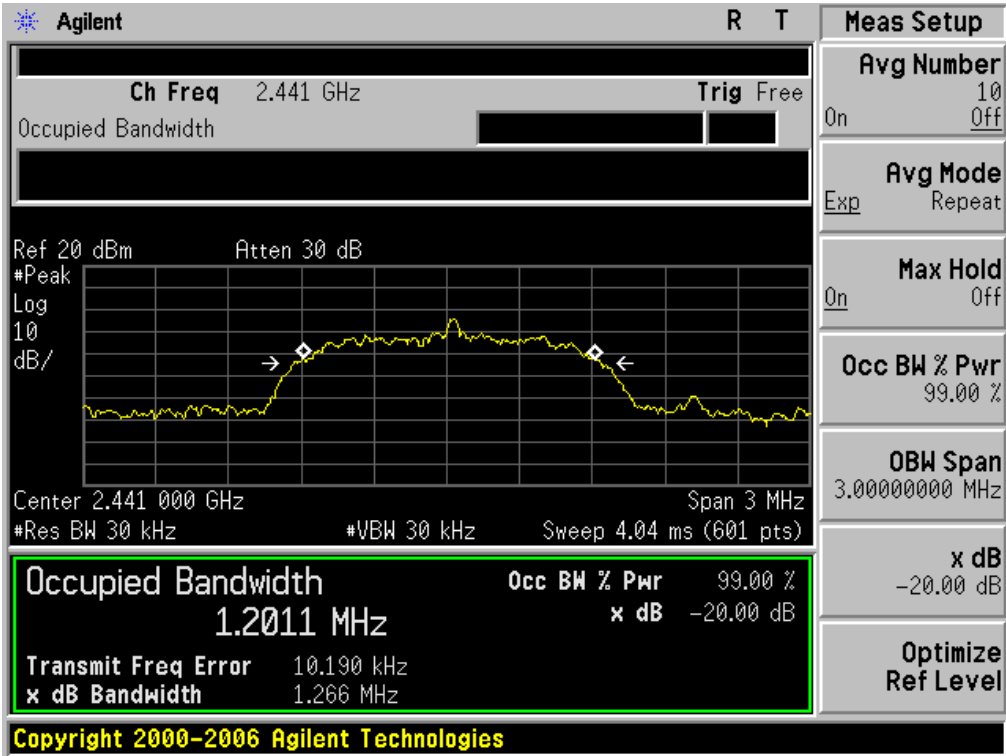 Agilent R T
Ch Freq 2.441 GHz Trig Free
Occupied Bandwidth
Ref 20 dBm Atten 30 dB
#Peak
Log
10
dB/
Center 2.441 000 GHz Span 3 MHz
#Res BW 30 kHz #VBW 30 kHz Sweep 4.04 ms (601 pts)
Occupied Bandwidth
1.2011 MHz
Occ BW % Pwr 99.00 %
x dB -20.00 dB
Transmit Freq Error 10.190 kHz
x dB Bandwidth 1.266 MHz
Copyright 2000-2006 Agilent Technologies
Meas Setup
Avg Number
10
On Off
Avg Mode
Exp Repeat
Max Hold
On Off
Occ BW % Pwr
99.00 %
OBW Span
3.00000000 MHz
x dB
-20.00 dB
Optimize
Ref Level